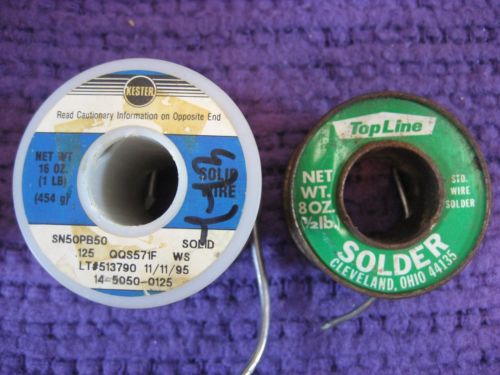 KESTER
Read Cautionary Information on Opposite End
NET WT
16 OZ.
(1 LB)
(454 g)
SOLID
WIRE
SN50PB50 SOLID
.125 QQS571F WS
LT#513790 11/11/95
14-5050-0125
TopLine
NET
WT.
8 OZ.
½ lb.
STD.
WIRE
SOLDER
SOLDER
CLEVELAND, OHIO 44135